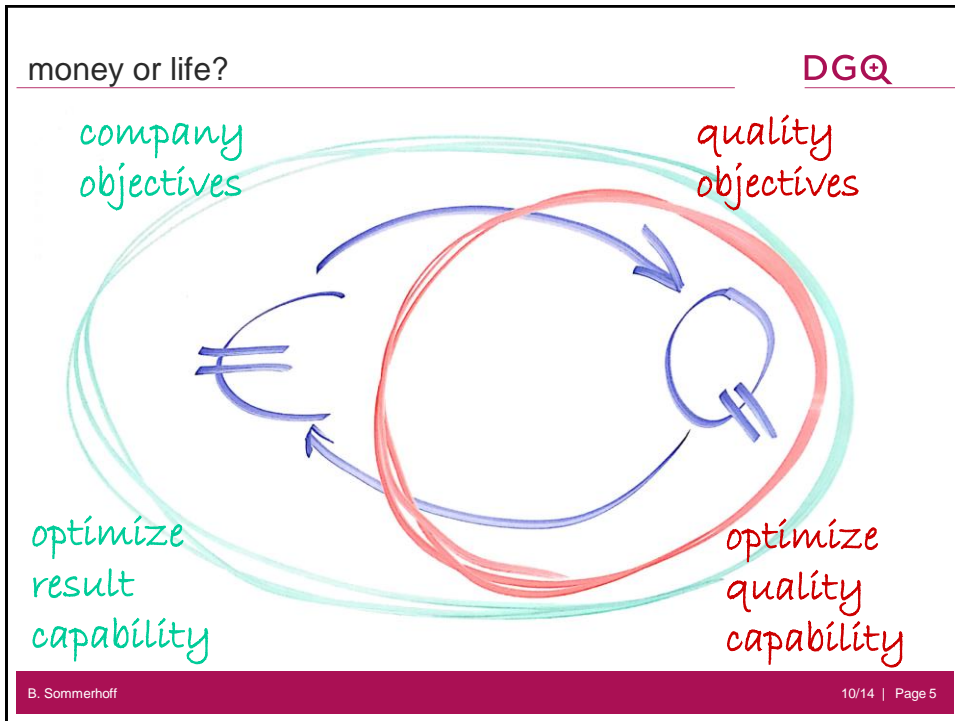 money or life?
DGQ
company
objectives
quality
objectives
€
Q
optimize
result
capability
optimize
quality
capability
B. Sommerhoff
10/14 | Page 5